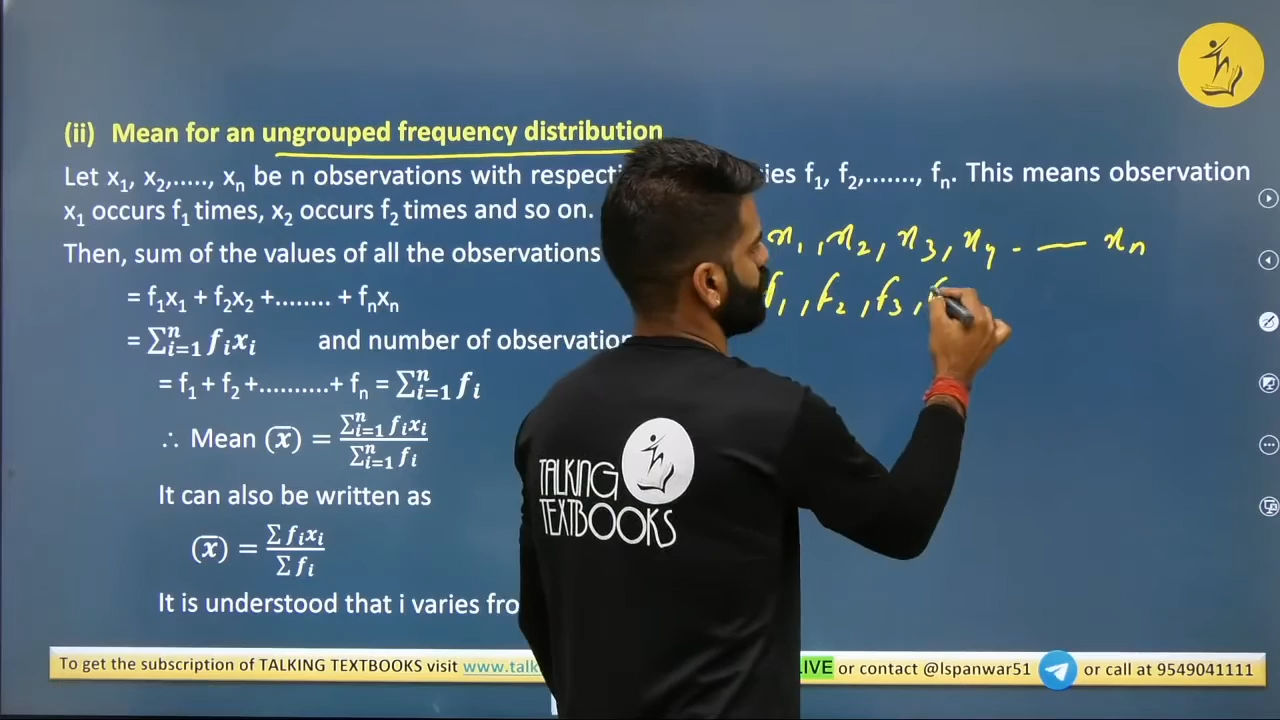 (ii) Mean for an ungrouped frequency distribution
Let x₁, x₂,....., xₙ be n observations with respecti ies f₁, f₂,......., fₙ. This means observation
x₁ occurs f₁ times, x₂ occurs f₂ times and so on.
x₁, x₂, x₃, x₄ . — xₙ
Then, sum of the values of all the observations
f₁, f₂, f₃, f
= f₁x₁ + f₂x₂ +........ + fₙxₙ
= ∑ⁿᵢ₌₁ fᵢxᵢ and number of observation
= f₁ + f₂ +..........+ fₙ = ∑ⁿᵢ₌₁ fᵢ
∴ Mean (x̅) = ∑ⁿᵢ₌₁ fᵢxᵢ / ∑ⁿᵢ₌₁ fᵢ
It can also be written as
(x̅) = ∑ fᵢxᵢ / ∑ fᵢ
It is understood that i varies fro
TALKING
TEXTBOOKS
To get the subscription of TALKING TEXTBOOKS visit www.talk LIVE or contact @lspanwar51 or call at 9549041111